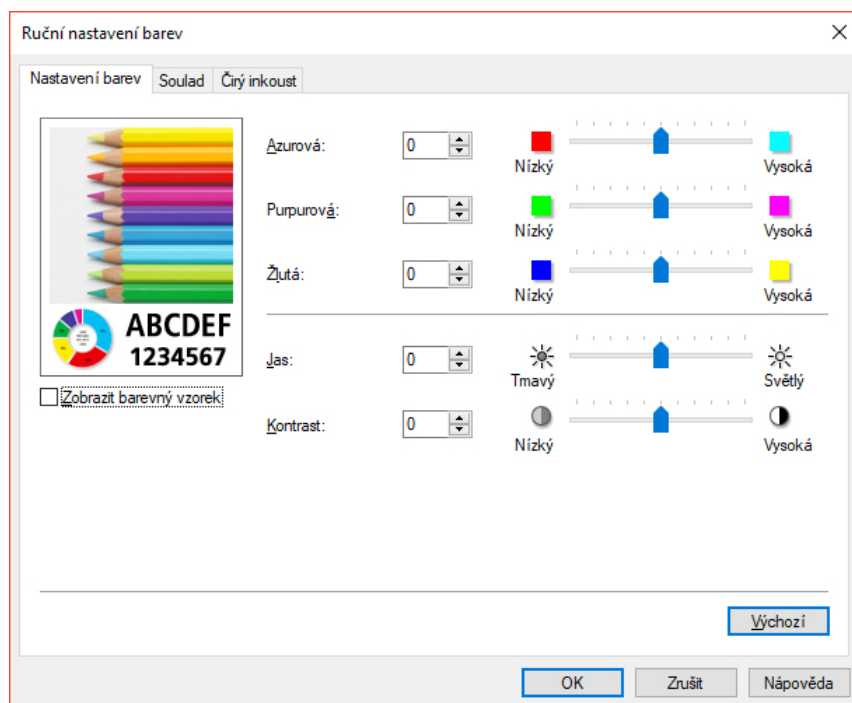 Ruční nastavení barev
Nastavení barev Soulad Čirý inkoust
Azurová: 0
Nízký Vysoká
Purpurová: 0
Nízký Vysoká
Žlutá: 0
Nízký Vysoká
ABCDEF
1234567
Jas: 0
Tmavý Světlý
Zobrazit barevný vzorek
Kontrast: 0
Nízký Vysoká
Výchozí
OK Zrušit Nápověda